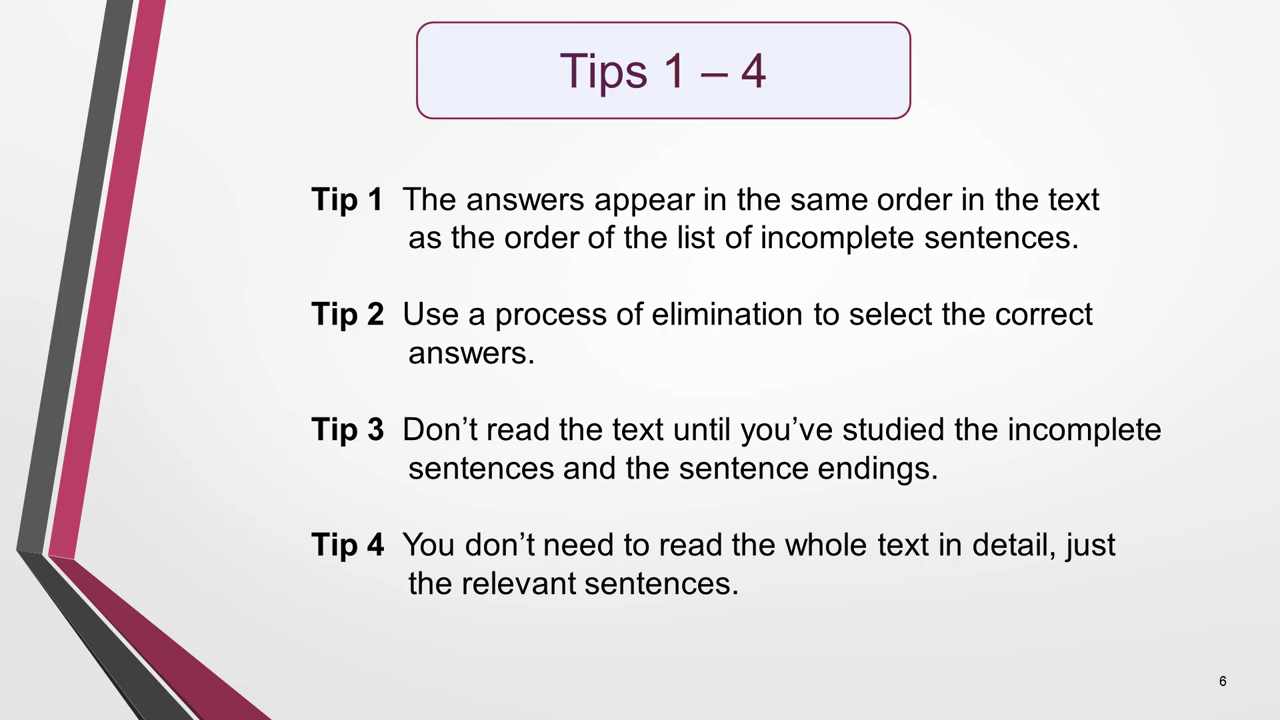 Tips 1 – 4
Tip 1 The answers appear in the same order in the text
as the order of the list of incomplete sentences.
Tip 2 Use a process of elimination to select the correct
answers.
Tip 3 Don’t read the text until you’ve studied the incomplete
sentences and the sentence endings.
Tip 4 You don’t need to read the whole text in detail, just
the relevant sentences.
6